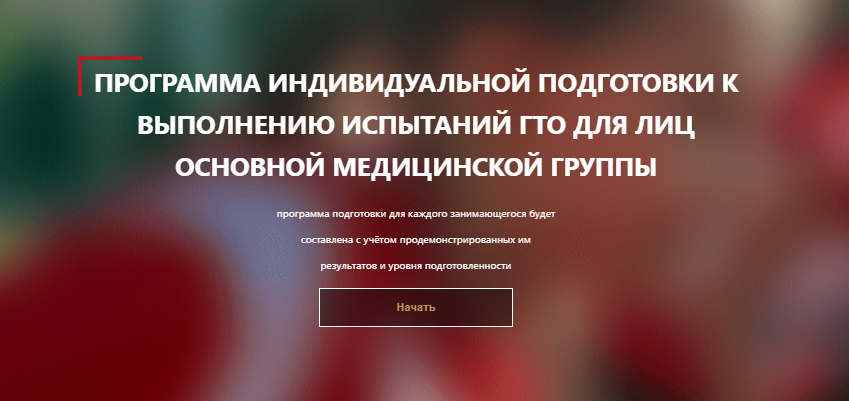 ПРОГРАММА ИНДИВИДУАЛЬНОЙ ПОДГОТОВКИ К
ВЫПОЛНЕНИЮ ИСПЫТАНИЙ ГТО ДЛЯ ЛИЦ
ОСНОВНОЙ МЕДИЦИНСКОЙ ГРУППЫ
программа подготовки для каждого занимающегося будет
составлена с учётом продемонстрированных им
результатов и уровня подготовленности
Начать